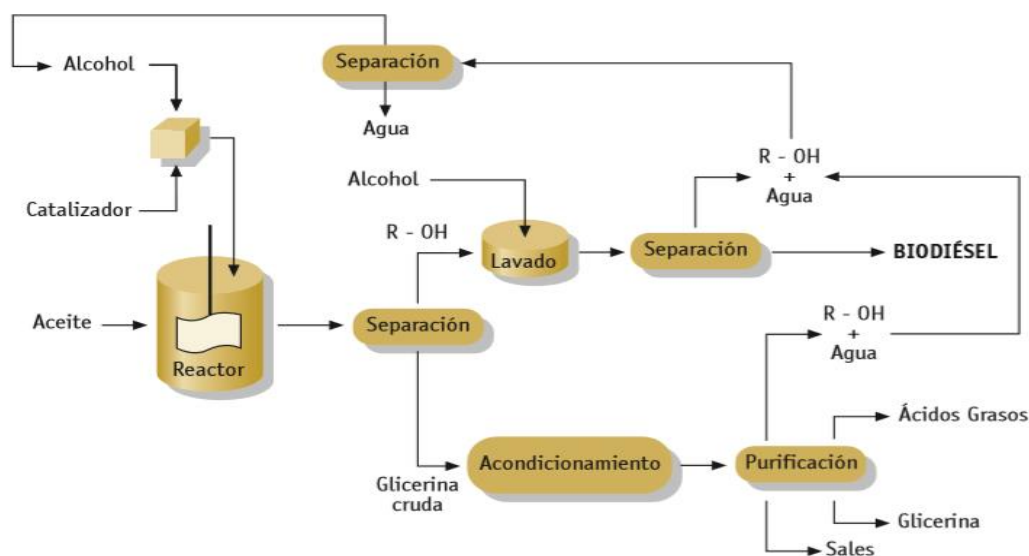 Separación
Alcohol
Agua
R - OH
+
Agua
Alcohol
Catalizador
R - OH
Lavado
Separación
BIODIÉSEL
Aceite
Reactor
Separación
R - OH
+
Agua
Ácidos Grasos
Glicerina
cruda
Acondicionamiento
Purificación
Glicerina
Sales